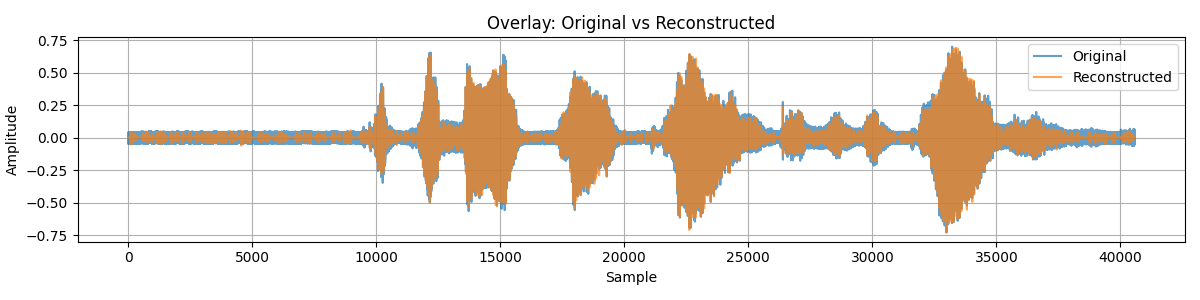 Overlay: Original vs Reconstructed
Original
Reconstructed
Amplitude
0.75
0.50
0.25
0.00
−0.25
−0.50
−0.75
0 5000 10000 15000 20000 25000 30000 35000 40000
Sample